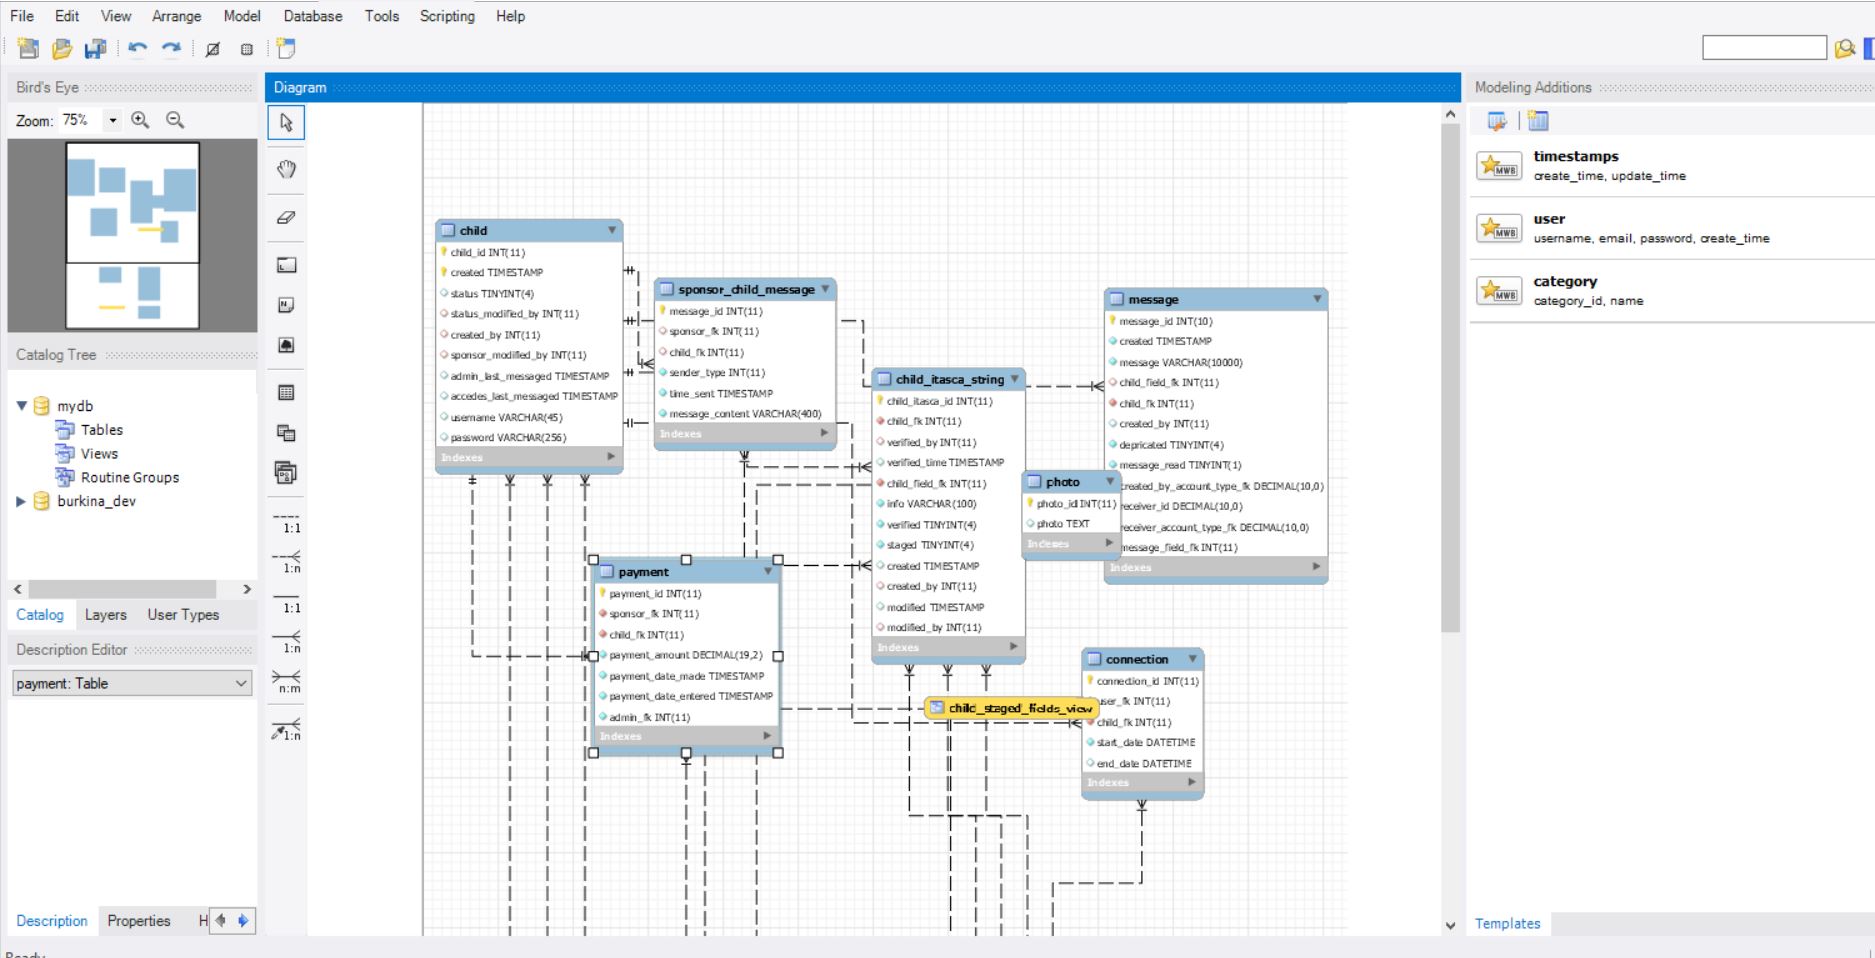 File Edit View Arrange Model Database Tools Scripting Help
Bird's Eye
Zoom: 75%
Catalog Tree
mydb
Tables
Views
Routine Groups
burkina_dev
Catalog Layers User Types
Description Editor
payment: Table
Description Properties H
Diagram
1:1
1:n
1:1
1:n
n:m
1:n
child
child_id INT(11)
created TIMESTAMP
status TINYINT(4)
status_modified_by INT(11)
created_by INT(11)
sponsor_modified_by INT(11)
admin_last_messaged TIMESTAMP
accedes_last_messaged TIMESTAMP
username VARCHAR(45)
password VARCHAR(256)
Indexes
sponsor_child_message
message_id INT(11)
sponsor_fk INT(11)
child_fk INT(11)
sender_type INT(11)
time_sent TIMESTAMP
message_content VARCHAR(400)
Indexes
child_itasca_string
child_itasca_id INT(11)
child_fk INT(11)
verified_by INT(11)
verified_time TIMESTAMP
child_field_fk INT(11)
info VARCHAR(100)
verified TINYINT(4)
staged TINYINT(4)
created TIMESTAMP
created_by INT(11)
modified TIMESTAMP
modified_by INT(11)
Indexes
message
message_id INT(10)
created TIMESTAMP
message VARCHAR(10000)
child_field_fk INT(11)
child_fk INT(11)
created_by INT(11)
depricated TINYINT(4)
message_read TINYINT(1)
created_by_account_type_fk DECIMAL(10,0)
receiver_id DECIMAL(10,0)
receiver_account_type_fk DECIMAL(10,0)
message_field_fk INT(11)
Indexes
photo
photo_id INT(11)
photo TEXT
Indexes
payment
payment_id INT(11)
sponsor_fk INT(11)
child_fk INT(11)
payment_amount DECIMAL(19,2)
payment_date_made TIMESTAMP
payment_date_entered TIMESTAMP
admin_fk INT(11)
Indexes
child_staged_fields_view
connection
connection_id INT(11)
user_fk INT(11)
child_fk INT(11)
start_date DATETIME
end_date DATETIME
Indexes
Modeling Additions
MWB
timestamps
create_time, update_time
MWB
user
username, email, password, create_time
MWB
category
category_id, name
Templates
Ready